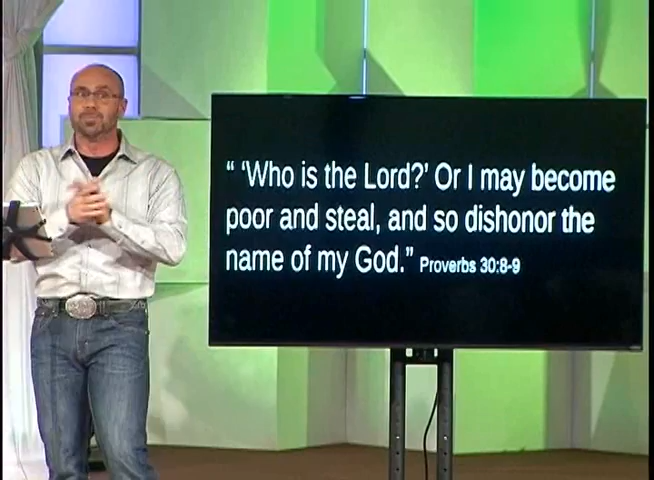 “ ‘Who is the Lord?’ Or I may become
poor and steal, and so dishonor the
name of my God.” Proverbs 30:8-9